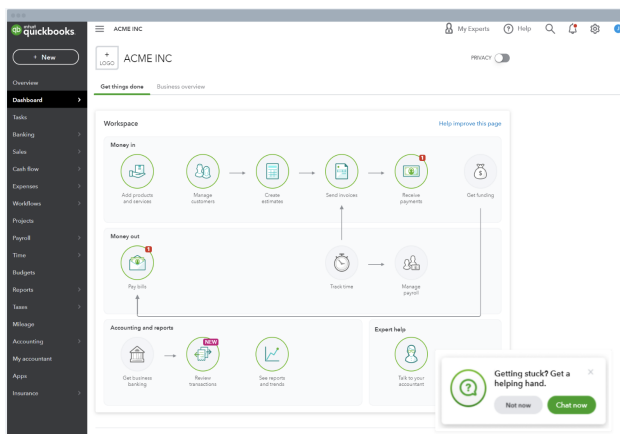 intuit
quickbooks
ACME INC
My Experts
Help
+ New
+
LOGO
ACME INC
PRIVACY
Get things done
Business overview
Overview
Dashboard
Tasks
Banking
Sales
Cash flow
Expenses
Workflows
Projects
Payroll
Time
Budgets
Reports
Taxes
Mileage
Accounting
My accountant
Apps
Insurance
Workspace
Help improve this page
Money in
Add products
and services
Manage
customers
Create
estimates
Send invoices
1
Receive
payments
Get funding
Money out
1
Pay bills
Track time
Manage
payroll
Accounting and reports
Get business
banking
NEW
Review
transactions
See reports
and trends
Expert help
Talk to your
accountant
Getting stuck? Get a
helping hand.
Not now
Chat now